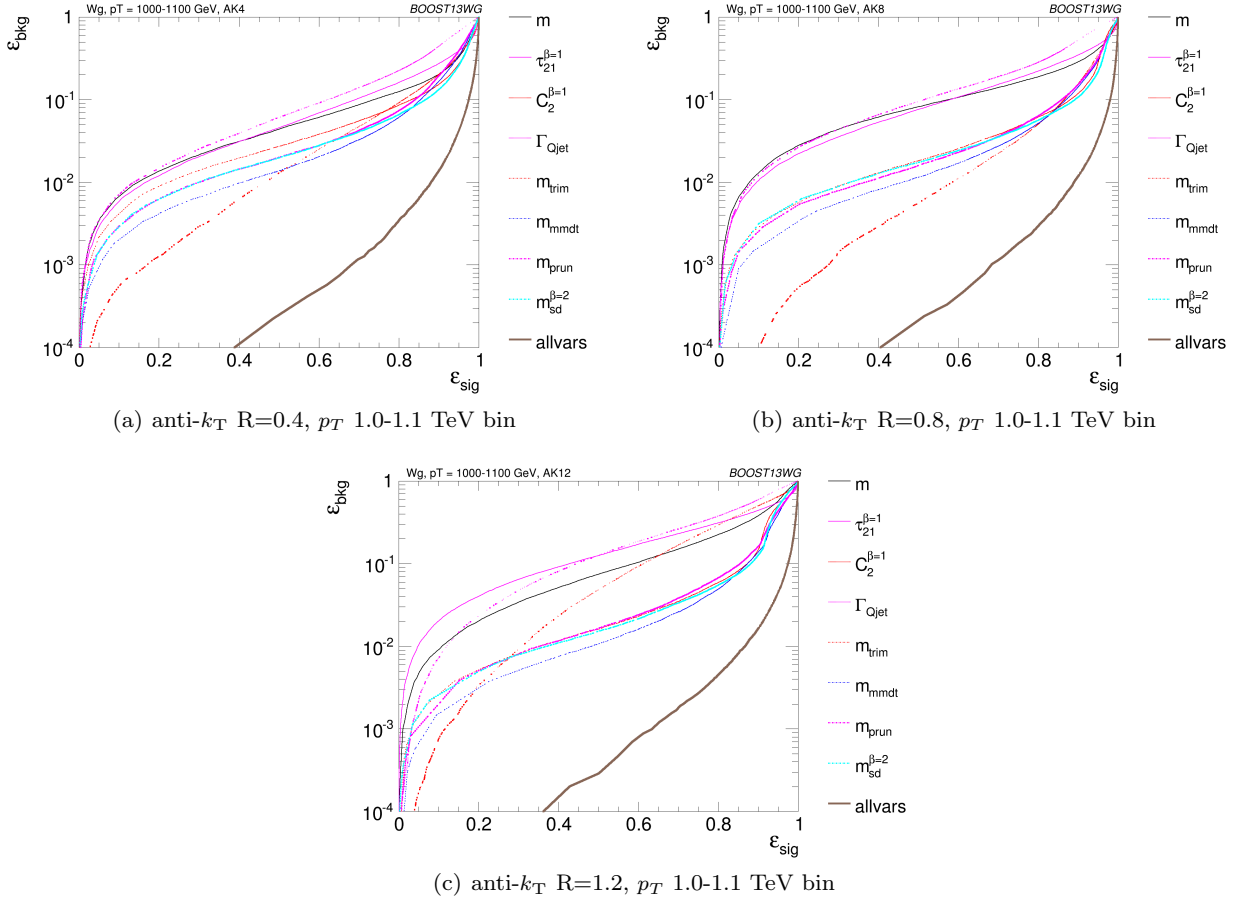 Wg, pT = 1000-1100 GeV, AK4 BOOST13WG
ε_bkg
1
10^-1
10^-2
10^-3
10^-4
0 0.2 0.4 0.6 0.8 1
ε_sig
m
τ_21^β=1
C_2^β=1
Γ_Qjet
m_trim
m_mmdt
m_prun
m_sd^β=2
allvars
(a) anti-k_T R=0.4, p_T 1.0-1.1 TeV bin
Wg, pT = 1000-1100 GeV, AK8 BOOST13WG
ε_bkg
1
10^-1
10^-2
10^-3
10^-4
0 0.2 0.4 0.6 0.8 1
ε_sig
m
τ_21^β=1
C_2^β=1
Γ_Qjet
m_trim
m_mmdt
m_prun
m_sd^β=2
allvars
(b) anti-k_T R=0.8, p_T 1.0-1.1 TeV bin
Wg, pT = 1000-1100 GeV, AK12 BOOST13WG
ε_bkg
1
10^-1
10^-2
10^-3
10^-4
0 0.2 0.4 0.6 0.8 1
ε_sig
m
τ_21^β=1
C_2^β=1
Γ_Qjet
m_trim
m_mmdt
m_prun
m_sd^β=2
allvars
(c) anti-k_T R=1.2, p_T 1.0-1.1 TeV bin